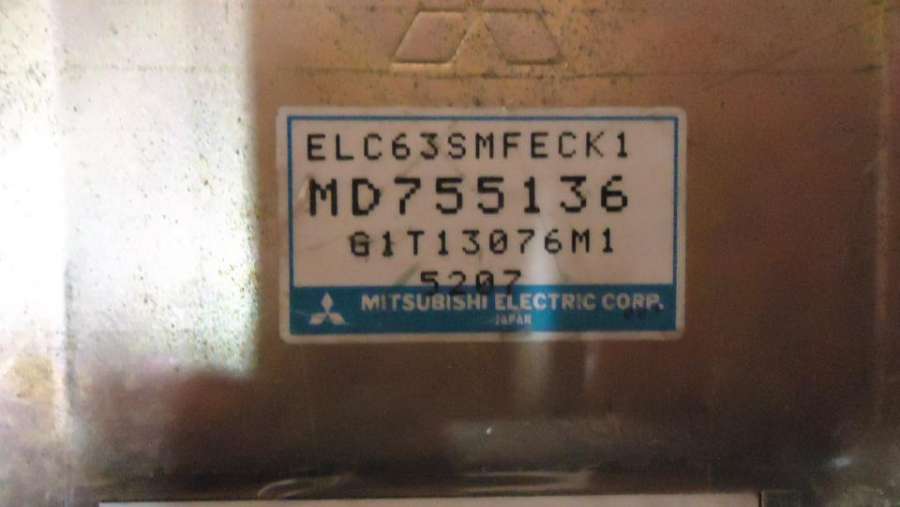 ELC63SMFECK1
MD755136
G1T13076M1
5207
MITSUBISHI ELECTRIC CORP.
JAPAN